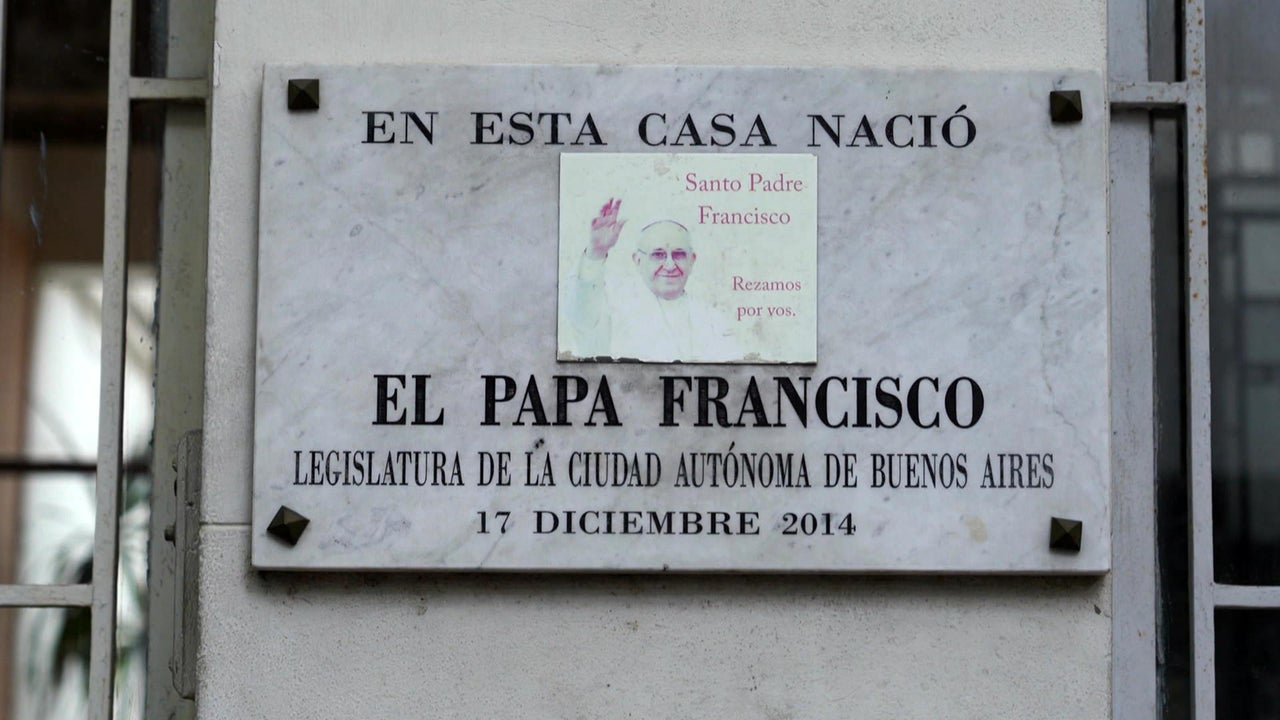 EN ESTA CASA NACIÓ
Santo Padre
Francisco
Rezamos
por vos.
EL PAPA FRANCISCO
LEGISLATURA DE LA CIUDAD AUTÓNOMA DE BUENOS AIRES
17 DICIEMBRE 2014